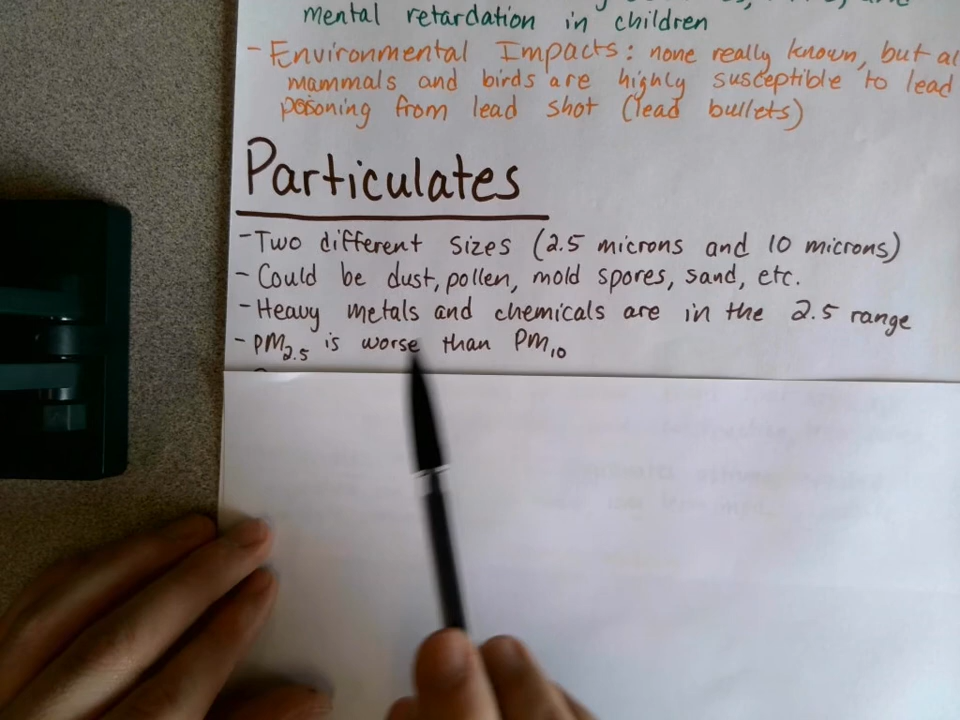 mental retardation in children
- Environmental Impacts: none really known, but al
mammals and birds are highly susceptible to lead
poisoning from lead shot (lead bullets)
Particulates
- Two different sizes (2.5 microns and 10 microns)
- Could be dust, pollen, mold spores, sand, etc.
- Heavy metals and chemicals are in the 2.5 range
- PM2.5 is worse than PM10